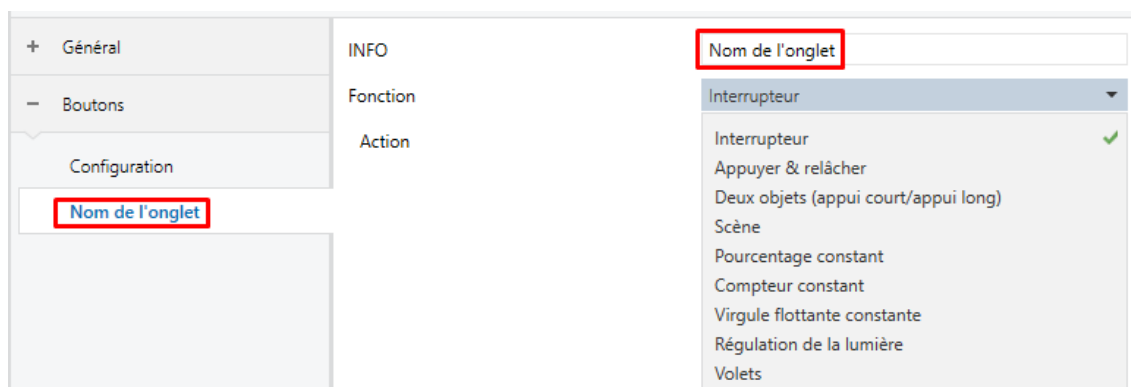 + Général
− Boutons
Configuration
Nom de l'onglet
INFO
Nom de l'onglet
Fonction
Interrupteur
Action
Interrupteur
Appuyer & relâcher
Deux objets (appui court/appui long)
Scène
Pourcentage constant
Compteur constant
Virgule flottante constante
Régulation de la lumière
Volets